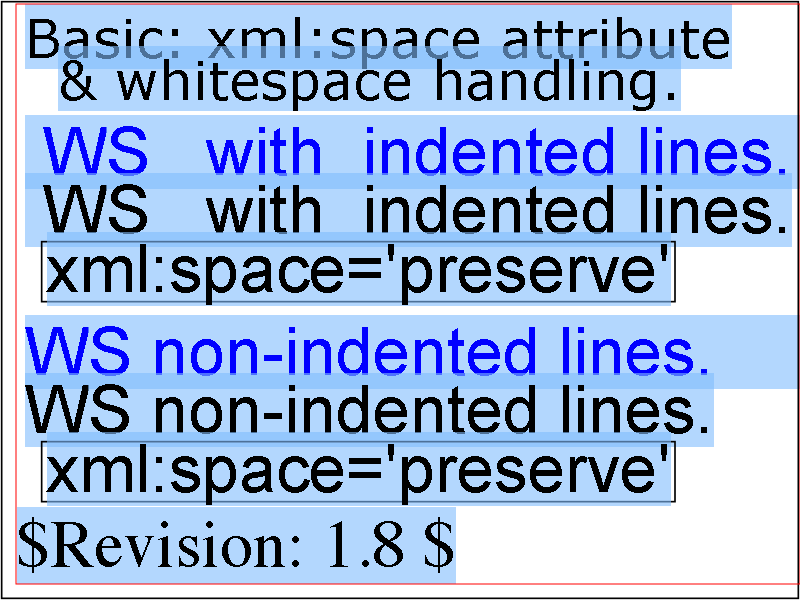 Basic: xml:space attribute
& whitespace handling.
WS   with  indented lines.
WS   with  indented lines.
xml:space='preserve'
WS non-indented lines.
WS non-indented lines.
xml:space='preserve'
$Revision: 1.8 $